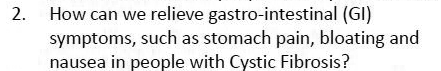 2. How can we relieve gastro-intestinal (GI)
symptoms, such as stomach pain, bloating and
nausea in people with Cystic Fibrosis?